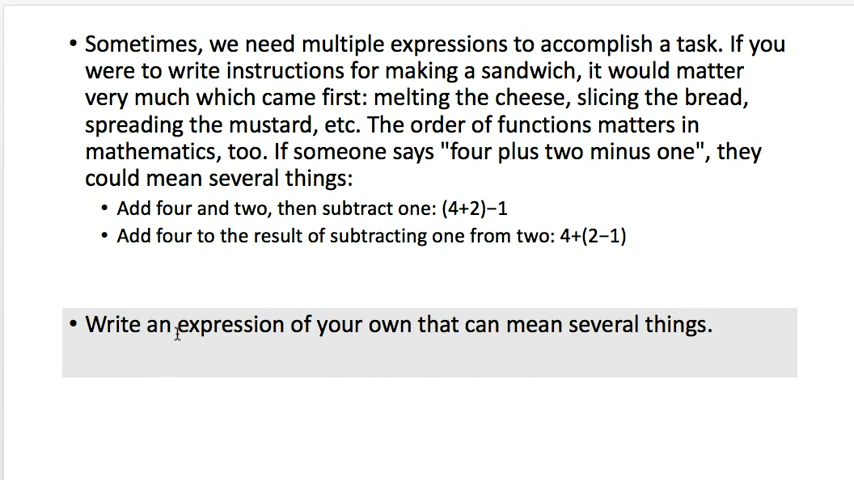 • Sometimes, we need multiple expressions to accomplish a task. If you
were to write instructions for making a sandwich, it would matter
very much which came first: melting the cheese, slicing the bread,
spreading the mustard, etc. The order of functions matters in
mathematics, too. If someone says "four plus two minus one", they
could mean several things:
• Add four and two, then subtract one: (4+2)−1
• Add four to the result of subtracting one from two: 4+(2−1)
• Write an expression of your own that can mean several things.